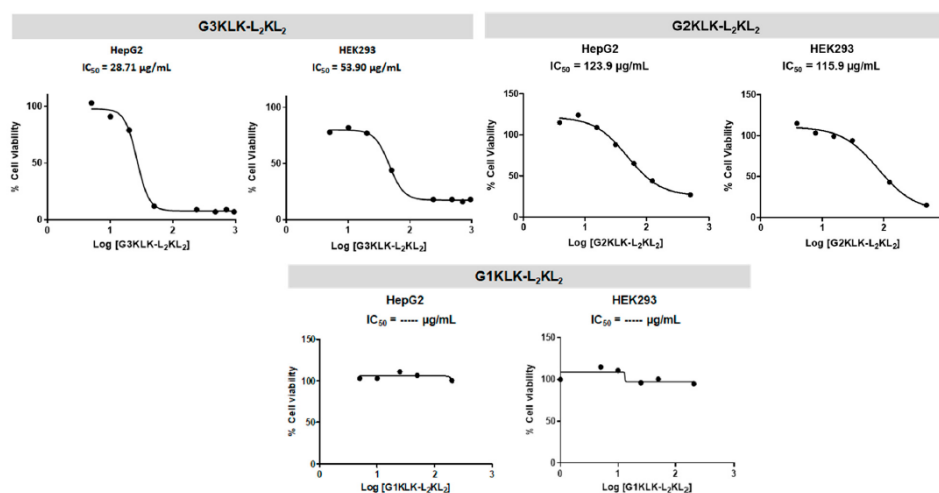 G3KLK-L₂KL₂
HepG2
IC₅₀ = 28.71 µg/mL
% Cell Viability
100
50
0
0 1 2 3
Log [G3KLK-L₂KL₂]
HEK293
IC₅₀ = 53.90 µg/mL
% Cell Viability
100
50
0
0 1 2 3
Log [G3KLK-L₂KL₂]
G2KLK-L₂KL₂
HepG2
IC₅₀ = 123.9 µg/mL
% Cell Viability
150
100
50
0
0 1 2 3
Log [G2KLK-L₂KL₂]
HEK293
IC₅₀ = 115.9 µg/mL
% Cell Viability
150
100
50
0
0 1 2 3
Log [G2KLK-L₂KL₂]
G1KLK-L₂KL₂
HepG2
IC₅₀ = ----- µg/mL
% Cell Viability
150
100
50
0
0 1 2 3
Log [G1KLK-L₂KL₂]
HEK293
IC₅₀ = ----- µg/mL
% Cell Viability
150
100
50
0
0 1 2 3
Log [G1KLK-L₂KL₂]